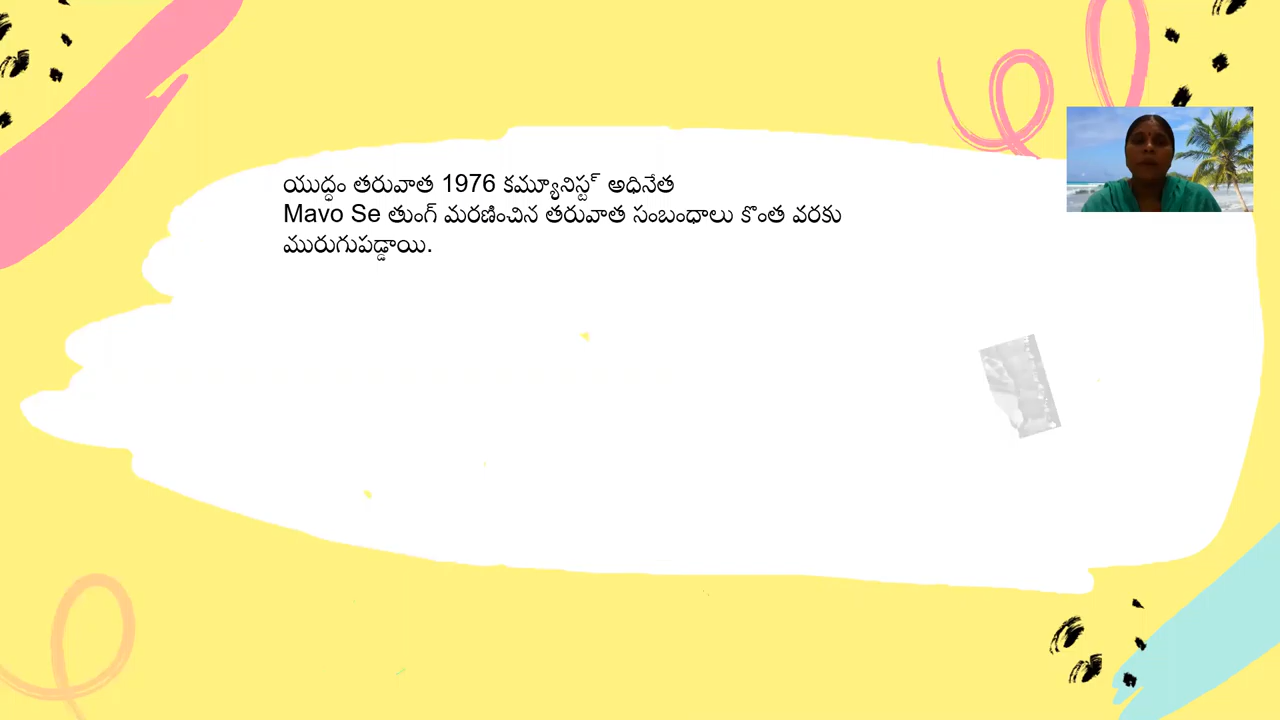 యుద్ధం తరువాత 1976 కమ్యూనిస్ట్ అధినేత
Mavo Se తుంగ్ మరణించిన తరువాత సంబంధాలు కొంత వరకు
మురుగుపడ్డాయి.